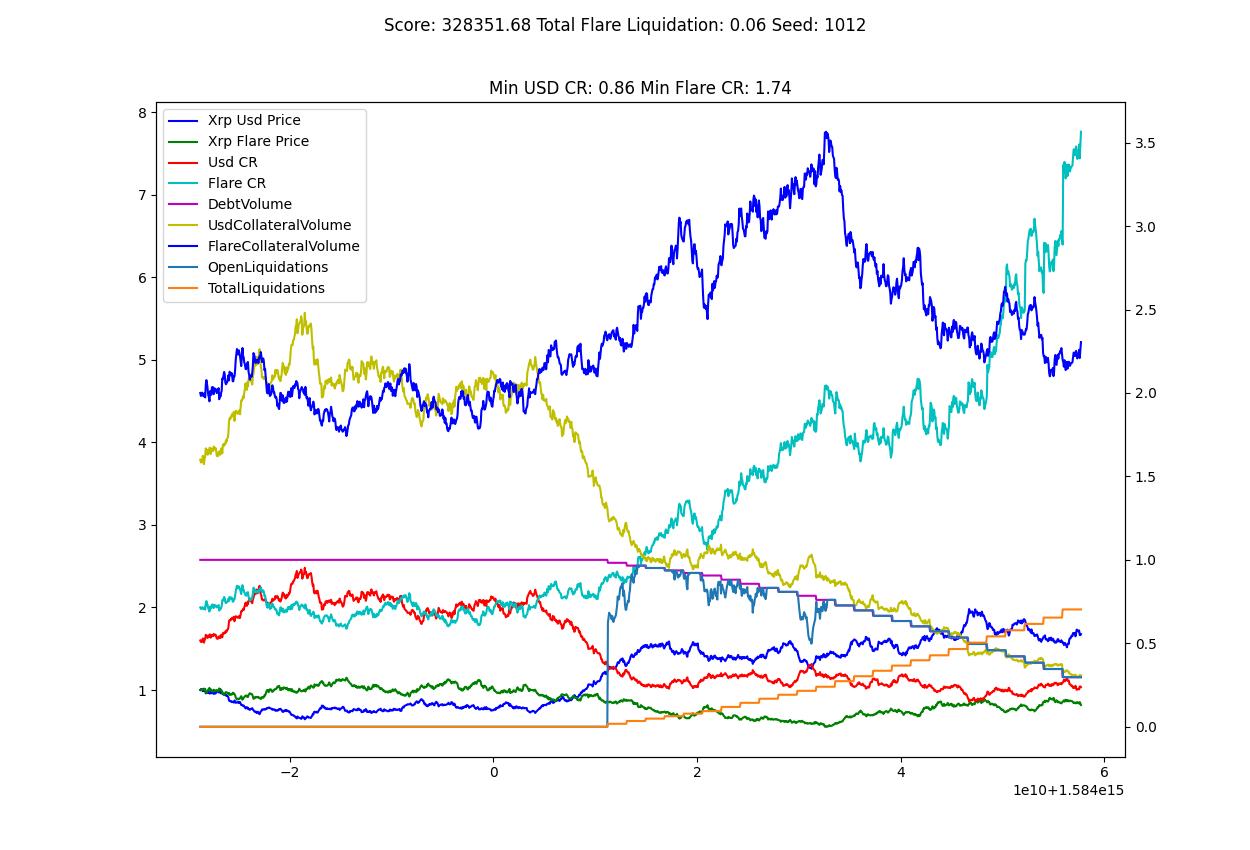 Score: 328351.68 Total Flare Liquidation: 0.06 Seed: 1012
Min USD CR: 0.86 Min Flare CR: 1.74
Xrp Usd Price
Xrp Flare Price
Usd CR
Flare CR
DebtVolume
UsdCollateralVolume
FlareCollateralVolume
OpenLiquidations
TotalLiquidations
8
7
6
5
4
3
2
1
3.5
3.0
2.5
2.0
1.5
1.0
0.5
0.0
−2 0 2 4 6
1e10+1.584e15